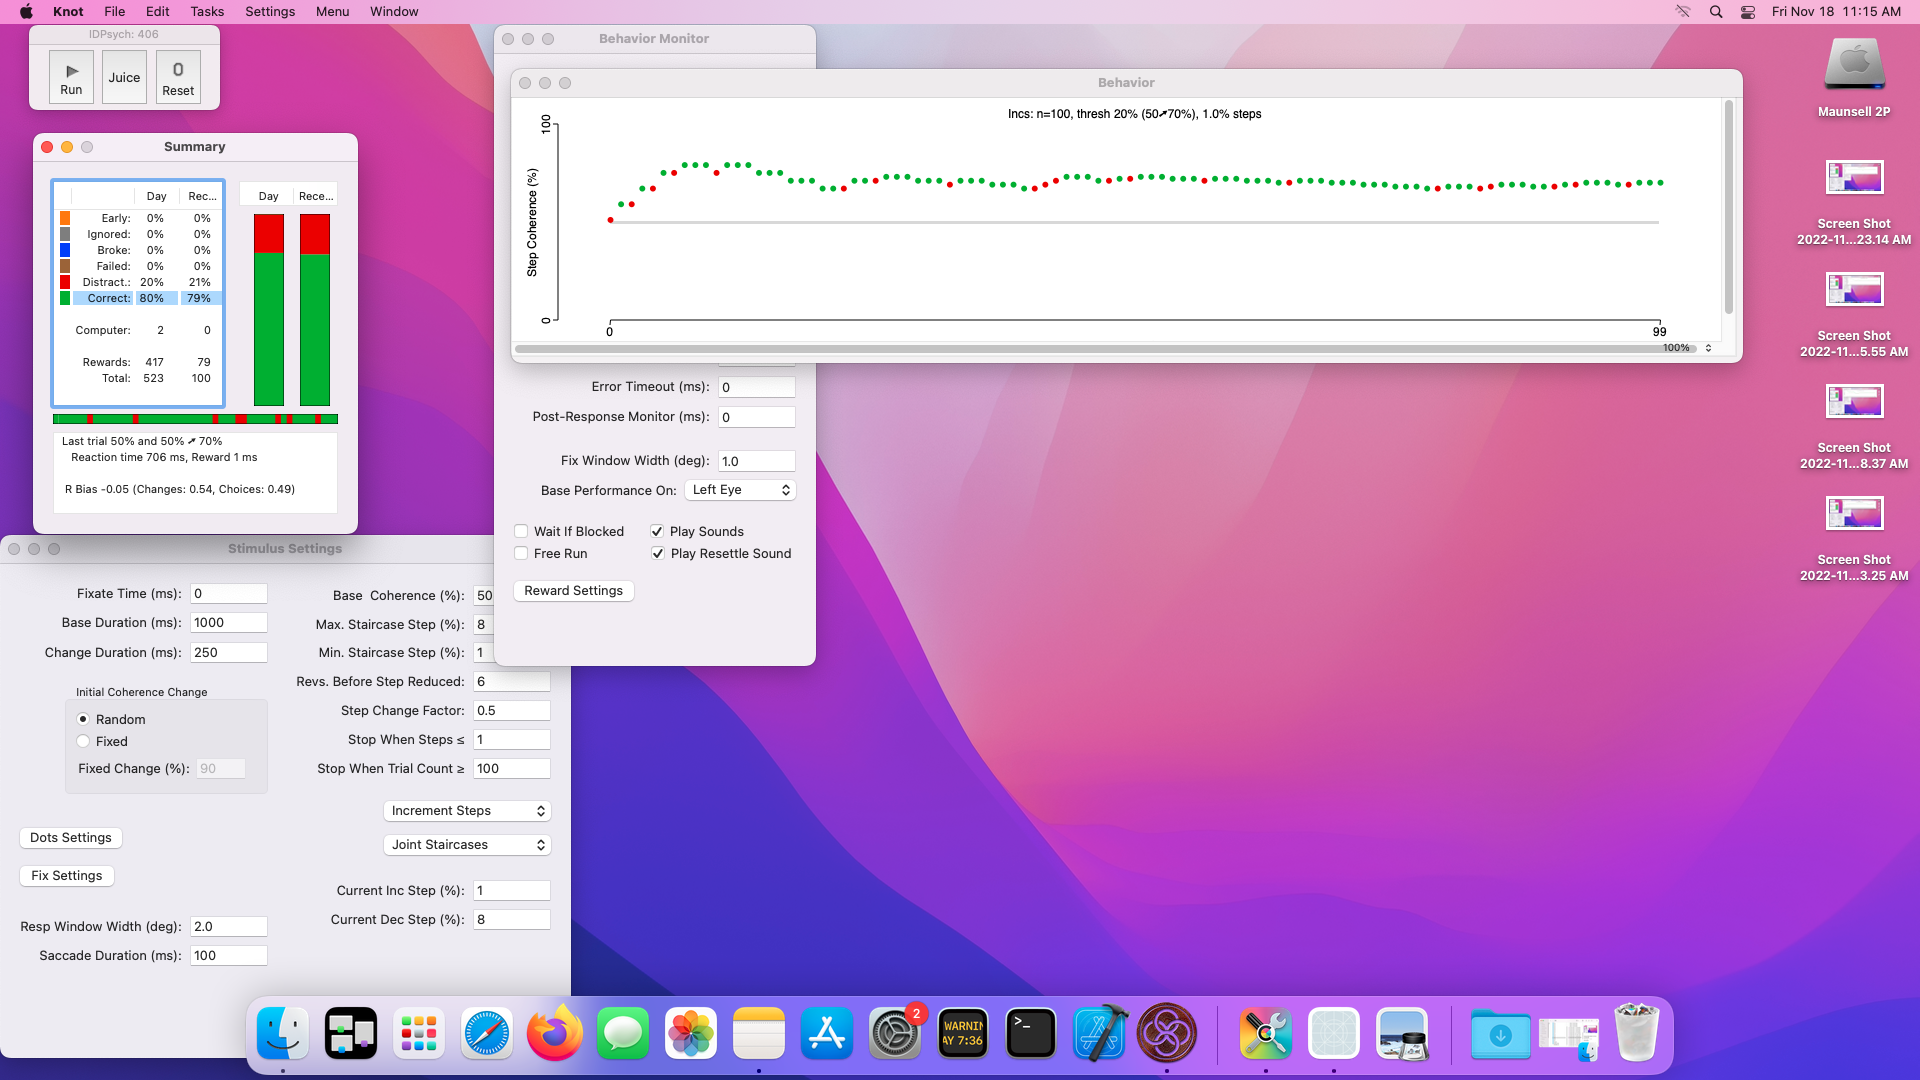 Knot File Edit Tasks Settings Menu Window
Fri Nov 18 11:15 AM
IDPsych: 406
Run
Juice
0
Reset
Summary
Day Rec...
Early: 0% 0%
Ignored: 0% 0%
Broke: 0% 0%
Failed: 0% 0%
Distract.: 20% 21%
Correct: 80% 79%
Computer: 2 0
Rewards: 417 79
Total: 523 100
Day Rece...
Last trial 50% and 50% ➚ 70%
Reaction time 706 ms, Reward 1 ms
R Bias -0.05 (Changes: 0.54, Choices: 0.49)
Behavior Monitor
Behavior
Incs: n=100, thresh 20% (50➚70%), 1.0% steps
Step Coherence (%)
100
0
0
99
100%
Error Timeout (ms): 0
Post-Response Monitor (ms): 0
Fix Window Width (deg): 1.0
Base Performance On: Left Eye
Wait If Blocked
Play Sounds
Free Run
Play Resettle Sound
Reward Settings
Stimulus Settings
Fixate Time (ms): 0
Base Duration (ms): 1000
Change Duration (ms): 250
Initial Coherence Change
Random
Fixed
Fixed Change (%): 90
Dots Settings
Fix Settings
Resp Window Width (deg): 2.0
Saccade Duration (ms): 100
Base Coherence (%): 50
Max. Staircase Step (%): 8
Min. Staircase Step (%): 1
Revs. Before Step Reduced: 6
Step Change Factor: 0.5
Stop When Steps ≤ 1
Stop When Trial Count ≥ 100
Increment Steps
Joint Staircases
Current Inc Step (%): 1
Current Dec Step (%): 8
Maunsell 2P
Screen Shot
2022-11...23.14 AM
Screen Shot
2022-11...5.55 AM
Screen Shot
2022-11...8.37 AM
Screen Shot
2022-11...3.25 AM
2
WARNIN
AY 7:36
>_